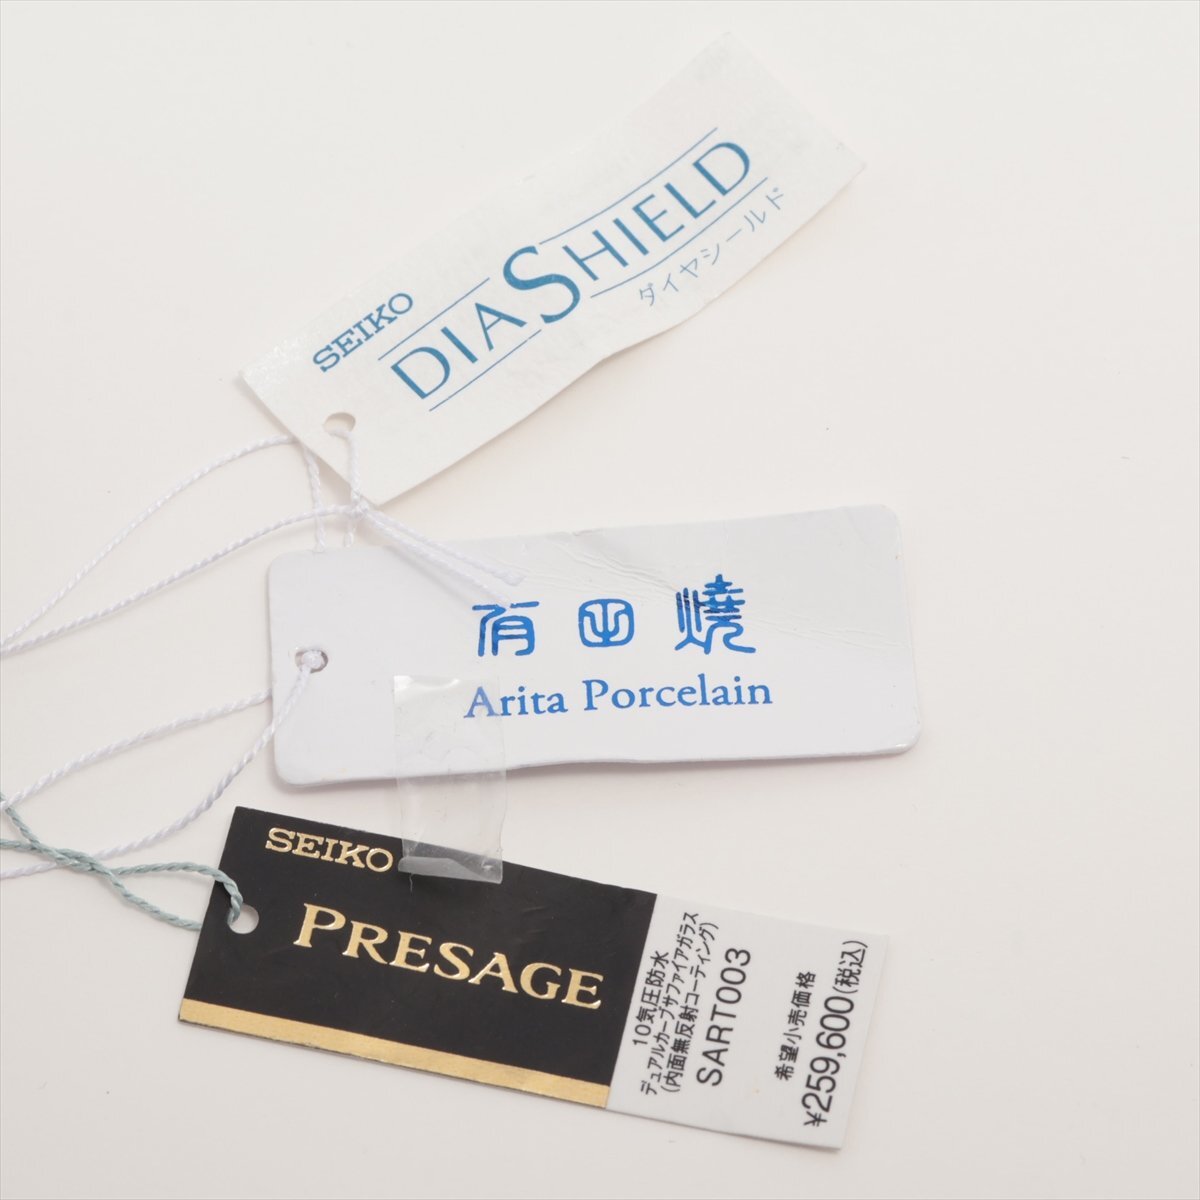 SEIKO
DIASHIELD
ダイヤシールド
有田焼
Arita Porcelain
SEIKO
PRESAGE
10気圧防水
デュアルカーブサファイアガラス
(内面無反射コーティング)
SART003
希望小売価格
¥259,600(税込)